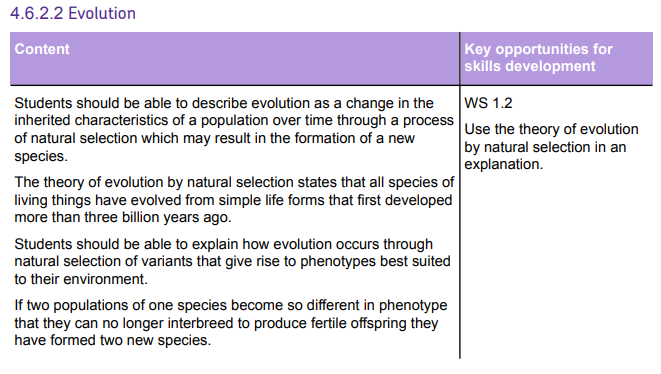 4.6.2.2 Evolution
Content
Key opportunities for
skills development
Students should be able to describe evolution as a change in the
inherited characteristics of a population over time through a process
of natural selection which may result in the formation of a new
species.
The theory of evolution by natural selection states that all species of
living things have evolved from simple life forms that first developed
more than three billion years ago.
Students should be able to explain how evolution occurs through
natural selection of variants that give rise to phenotypes best suited
to their environment.
If two populations of one species become so different in phenotype
that they can no longer interbreed to produce fertile offspring they
have formed two new species.
WS 1.2
Use the theory of evolution
by natural selection in an
explanation.